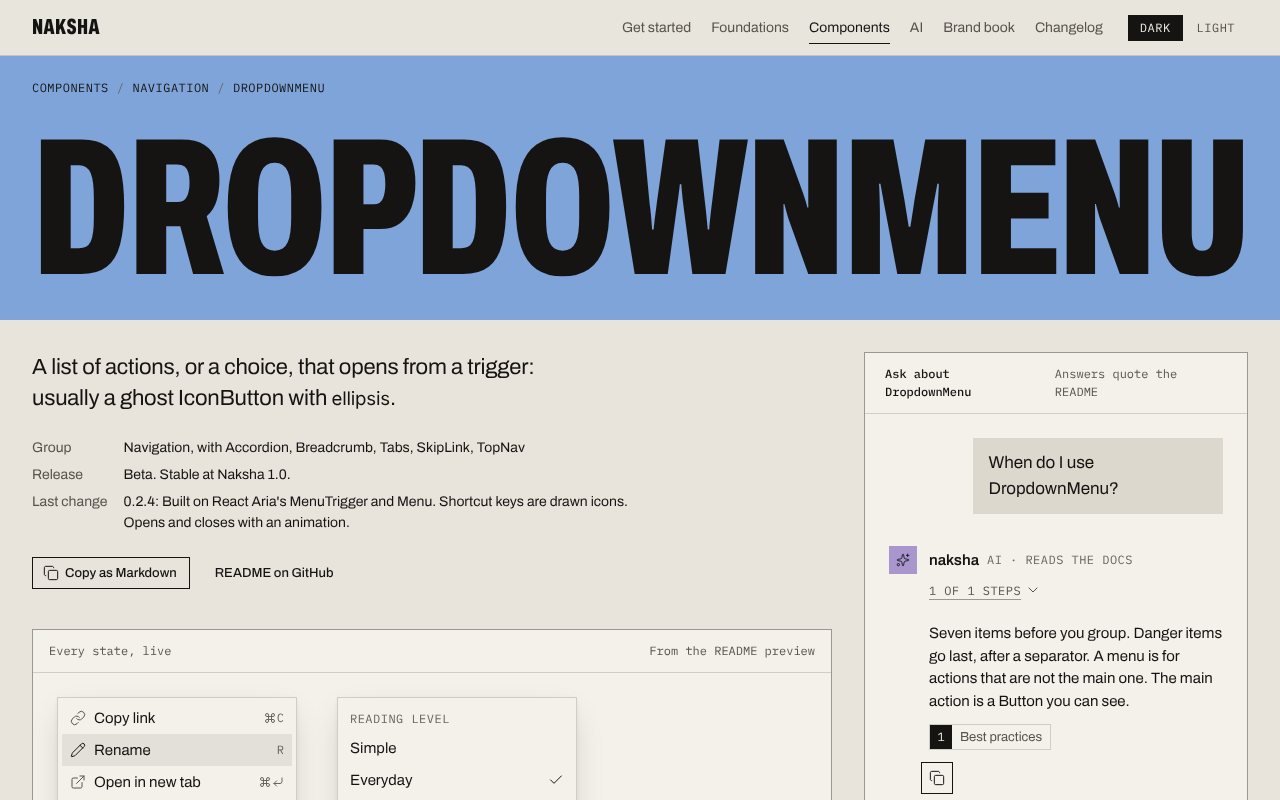 NAKSHA
Get started
Foundations
Components
AI
Brand book
Changelog
DARK
LIGHT
COMPONENTS / NAVIGATION / DROPDOWNMENU
DROPDOWNMENU
A list of actions, or a choice, that opens from a trigger:
usually a ghost IconButton with ellipsis.
Group
Navigation, with Accordion, Breadcrumb, Tabs, SkipLink, TopNav
Release
Beta. Stable at Naksha 1.0.
Last change
0.2.4: Built on React Aria's MenuTrigger and Menu. Shortcut keys are drawn icons.
Opens and closes with an animation.
Copy as Markdown
README on GitHub
Every state, live
From the README preview
Copy link
⌘C
Rename
R
Open in new tab
⌘↵
READING LEVEL
Simple
Everyday
Ask about
DropdownMenu
Answers quote the
README
When do I use
DropdownMenu?
naksha AI · READS THE DOCS
1 OF 1 STEPS
Seven items before you group. Danger items
go last, after a separator. A menu is for
actions that are not the main one. The main
action is a Button you can see.
1 Best practices